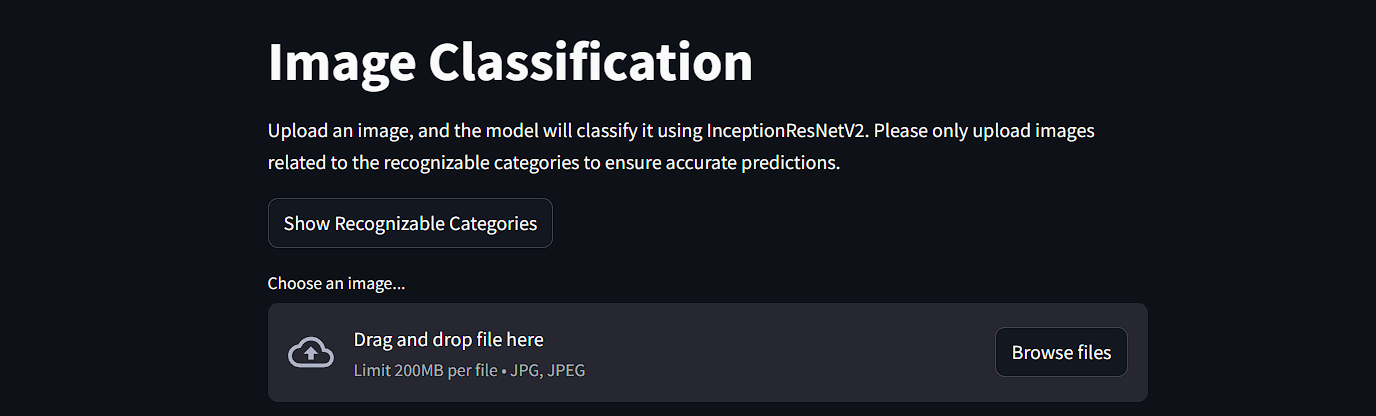 Image Classification
Upload an image, and the model will classify it using InceptionResNetV2. Please only upload images
related to the recognizable categories to ensure accurate predictions.
Show Recognizable Categories
Choose an image...
Drag and drop file here
Limit 200MB per file • JPG, JPEG
Browse files